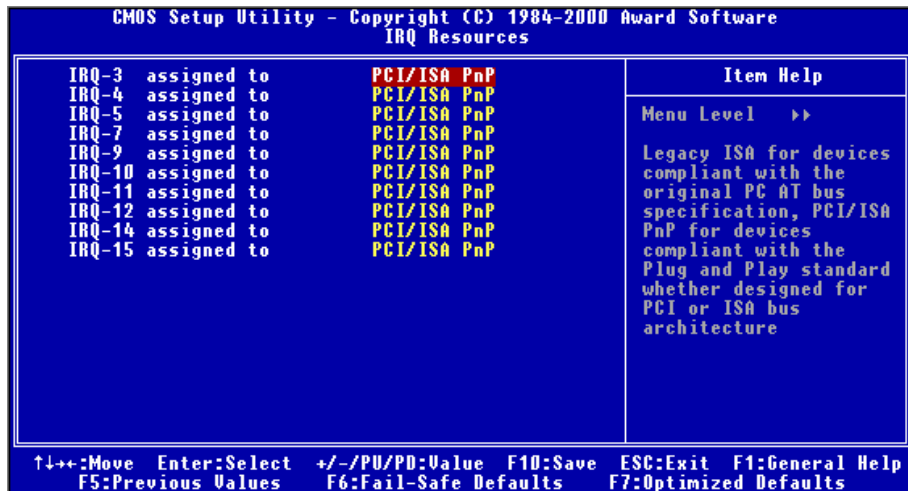 CMOS Setup Utility - Copyright (C) 1984-2000 Award Software
IRQ Resources
IRQ-3 assigned to PCI/ISA PnP
IRQ-4 assigned to PCI/ISA PnP
IRQ-5 assigned to PCI/ISA PnP
IRQ-7 assigned to PCI/ISA PnP
IRQ-9 assigned to PCI/ISA PnP
IRQ-10 assigned to PCI/ISA PnP
IRQ-11 assigned to PCI/ISA PnP
IRQ-12 assigned to PCI/ISA PnP
IRQ-14 assigned to PCI/ISA PnP
IRQ-15 assigned to PCI/ISA PnP
Item Help
Menu Level ▸▸
Legacy ISA for devices
compliant with the
original PC AT bus
specification, PCI/ISA
PnP for devices
compliant with the
Plug and Play standard
whether designed for
PCI or ISA bus
architecture
↑↓→←:Move Enter:Select +/-/PU/PD:Value F10:Save ESC:Exit F1:General Help
F5:Previous Values F6:Fail-Safe Defaults F7:Optimized Defaults